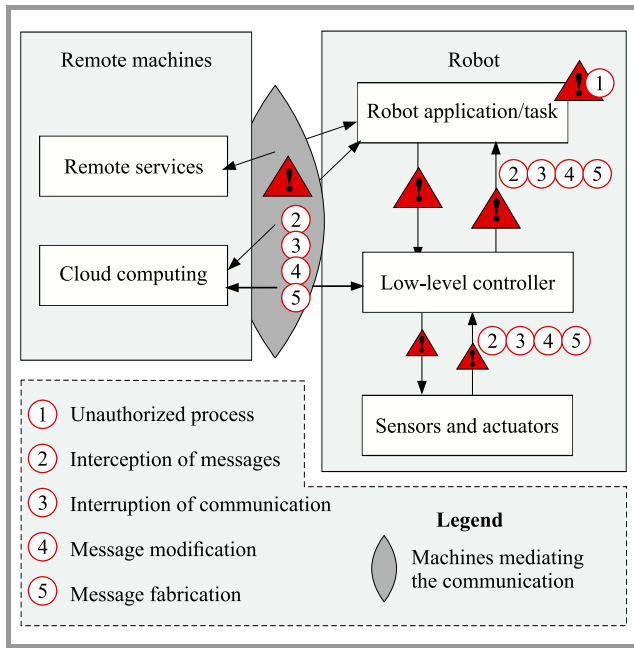 Remote machines
Robot
! 1
Robot application/task
Remote services
!
2 3 4 5
! !
2
3
4
5
Cloud computing
Low-level controller
! !
2 3 4 5
Sensors and actuators
1 Unauthorized process
2 Interception of messages
3 Interruption of communication
4 Message modification
5 Message fabrication
Legend
Machines mediating
the communication